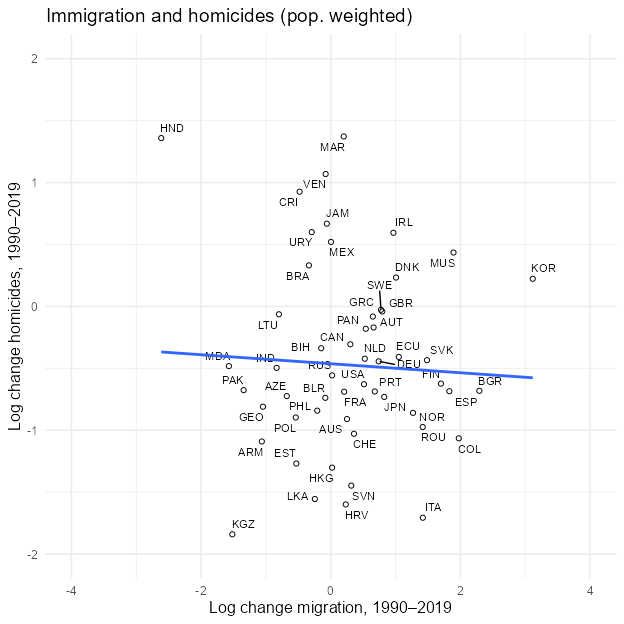 Immigration and homicides (pop. weighted)
2
HND
MAR
1
VEN
CRI
JAM
IRL
URY
MEX
MUS
BRA
DNK
KOR
SWE
GRC
GBR
0
PAN
AUT
LTU
CAN
BIH
NLD
ECU
SVK
MDA
IND
RUS
DEU
USA
FIN
PAK
AZE
BLR
PRT
BGR
PHL
FRA
JPN
ESP
GEO
NOR
-1
POL
AUS
ROU
CHE
COL
ARM
EST
HKG
LKA
SVN
ITA
HRV
KGZ
-2
-4
-2
0
2
4
Log change migration, 1990–2019
Log change homicides, 1990–2019